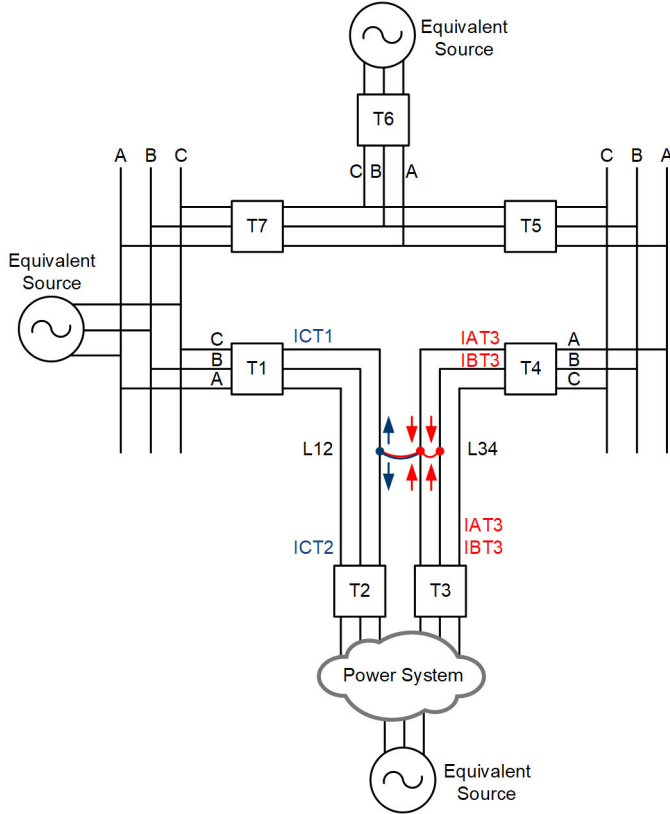 Equivalent
Source
T6
A B C
C B A
C B A
T7
T5
Equivalent
Source
C
B
A
ICT1
T1
IAT3
IBT3
T4
A
B
C
L12
L34
ICT2
IAT3
IBT3
T2
T3
Power System
Equivalent
Source